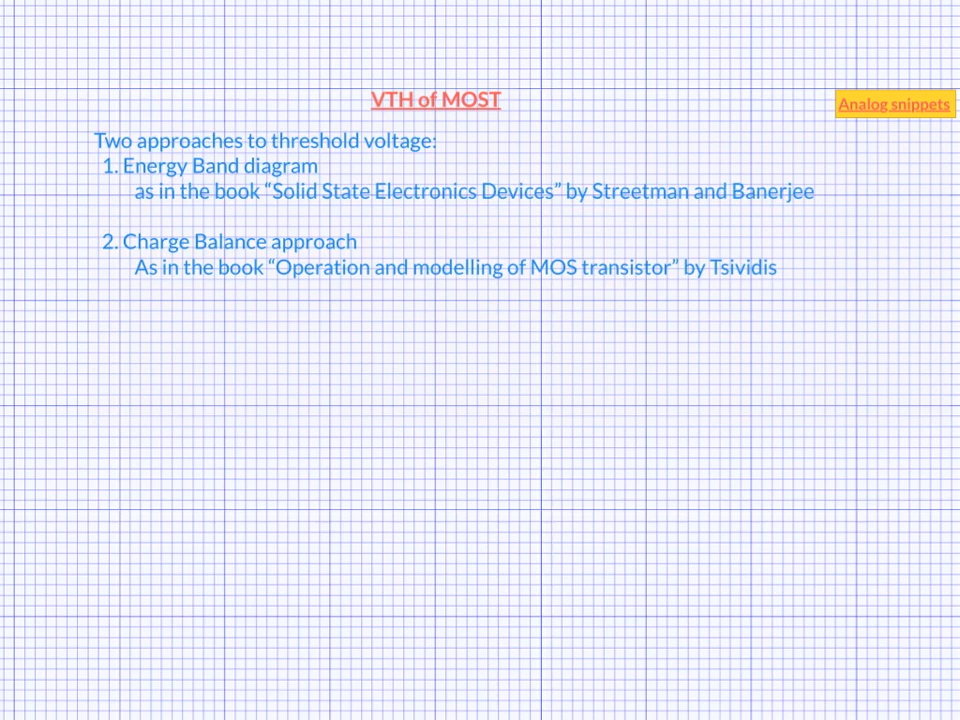 VTH of MOST
Analog snippets
Two approaches to threshold voltage:
1. Energy Band diagram
as in the book “Solid State Electronics Devices” by Streetman and Banerjee
2. Charge Balance approach
As in the book “Operation and modelling of MOS transistor” by Tsividis